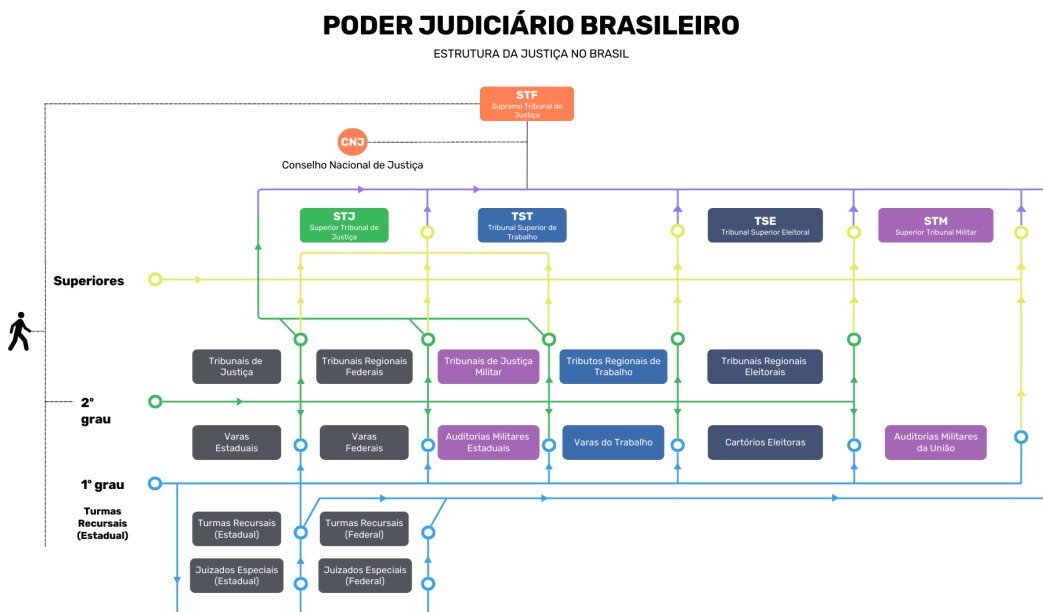 PODER JUDICIÁRIO BRASILEIRO
ESTRUTURA DA JUSTIÇA NO BRASIL
STF
Supremo Tribunal de
Justiça
CNJ
Conselho Nacional de Justiça
STJ
Superior Tribunal de
Justiça
TST
Tribunal Superior de
Trabalho
TSE
Tribunal Superior Eleitoral
STM
Superior Tribunal Militar
Superiores
Tribunais de
Justiça
Tribunais Regionais
Federais
Tribunais de Justiça
Militar
Tributos Regionais de
Trabalho
Tribunais Regionais
Eleitorais
2º
grau
Varas
Estaduais
Varas
Federais
Auditorias Militares
Estaduais
Varas do Trabalho
Cartórios Eleitoras
Auditorias Militares
da União
1º grau
Turmas
Recursais
(Estadual)
Turmas Recursais
(Estadual)
Turmas Recursais
(Federal)
Juizados Especiais
(Estadual)
Juizados Especiais
(Federal)